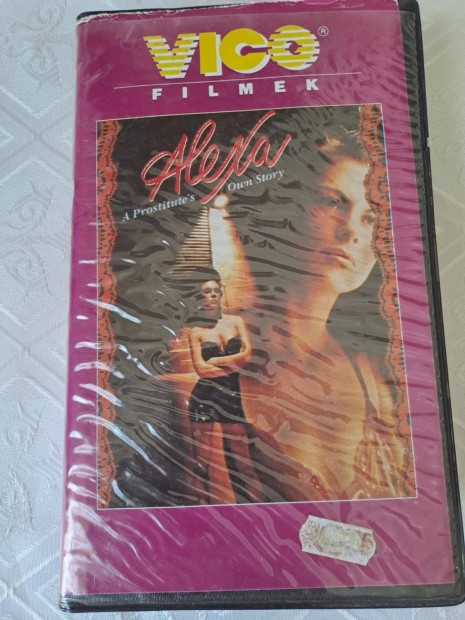 VICO®
FILMEK
Alexa
A Prostitute's Own Story